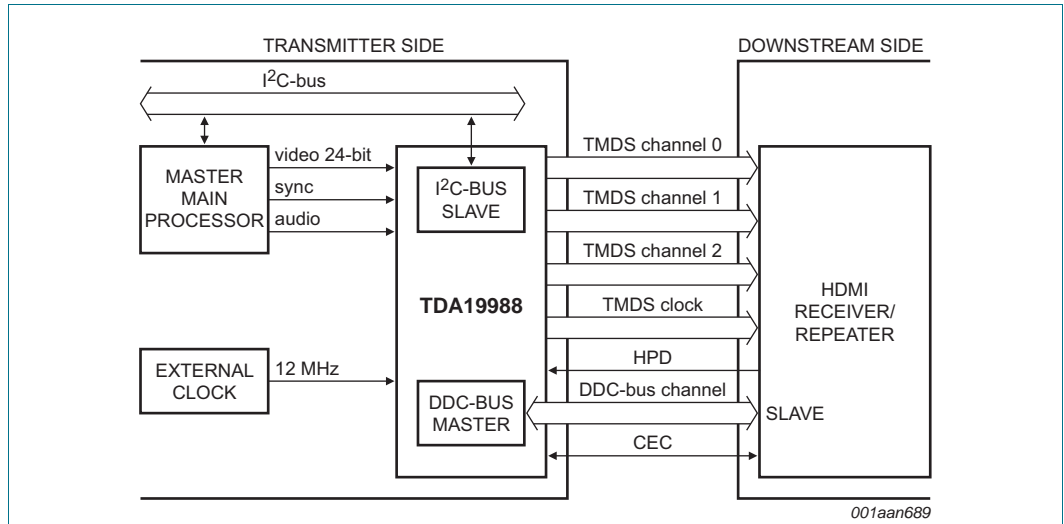 TRANSMITTER SIDE
DOWNSTREAM SIDE
I2C-bus
MASTER
MAIN
PROCESSOR
video 24-bit
sync
audio
I2C-BUS
SLAVE
TDA19988
EXTERNAL
CLOCK
12 MHz
DDC-BUS
MASTER
TMDS channel 0
TMDS channel 1
TMDS channel 2
TMDS clock
HPD
DDC-bus channel
CEC
HDMI
RECEIVER/
REPEATER
SLAVE
001aan689